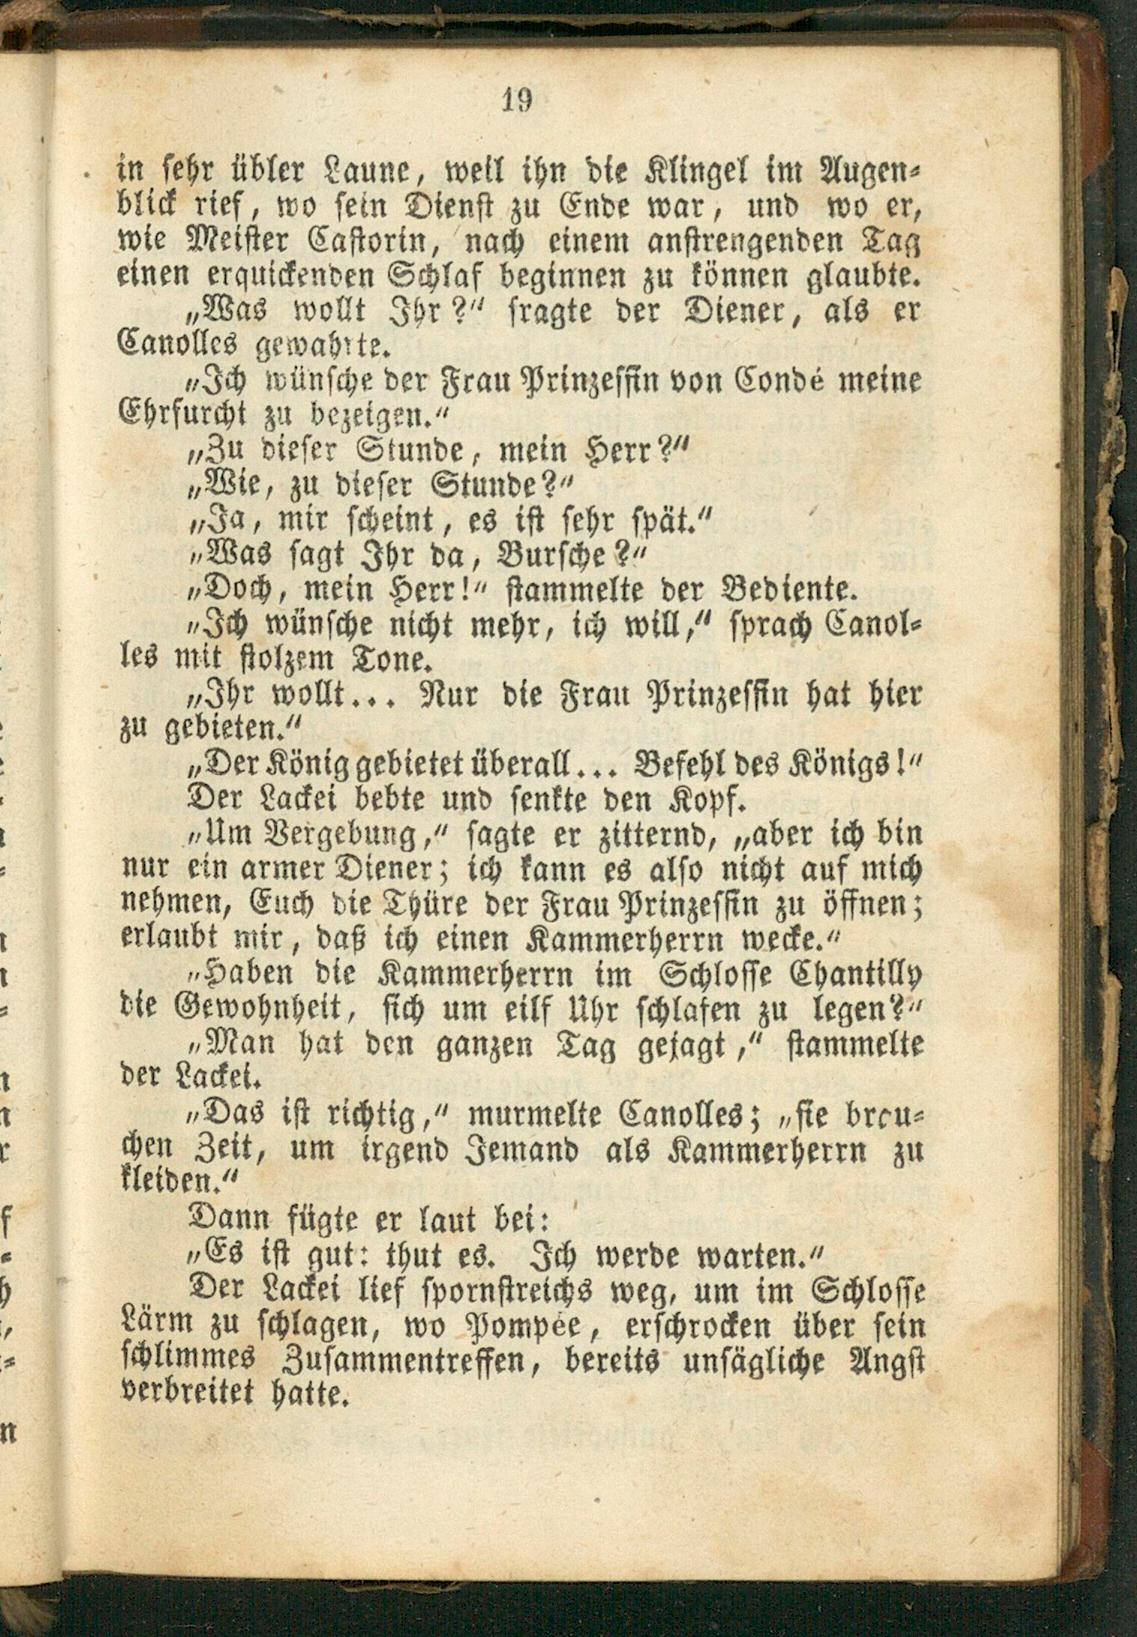 19
in sehr übler Laune, weil ihn die Klingel im Augen-
blick rief, wo sein Dienst zu Ende war, und wo er,
wie Meister Castorin, nach einem anstrengenden Tag
einen erquickenden Schlaf beginnen zu können glaubte.
„Was wollt Ihr?“ fragte der Diener, als er
Canolles gewahrte.
„Ich wünsche der Frau Prinzessin von Condé meine
Ehrfurcht zu bezeigen.“
„Zu dieser Stunde, mein Herr?“
„Wie, zu dieser Stunde?“
„Ja, mir scheint, es ist sehr spät.“
„Was sagt Ihr da, Bursche?“
„Doch, mein Herr!“ stammelte der Bediente.
„Ich wünsche nicht mehr, ich will,“ sprach Canol-
les mit stolzem Tone.
„Ihr wollt... Nur die Frau Prinzessin hat hier
zu gebieten.“
„Der König gebietet überall... Befehl des Königs!“
Der Lackei bebte und senkte den Kopf.
„Um Vergebung,“ sagte er zitternd, „aber ich bin
nur ein armer Diener; ich kann es also nicht auf mich
nehmen, Euch die Thüre der Frau Prinzessin zu öffnen;
erlaubt mir, daß ich einen Kammerherrn wecke.“
„Haben die Kammerherrn im Schlosse Chantilly
die Gewohnheit, sich um eilf Uhr schlafen zu legen?“
„Man hat den ganzen Tag gejagt,“ stammelte
der Lackei.
„Das ist richtig,“ murmelte Canolles; „sie brau-
chen Zeit, um irgend Jemand als Kammerherrn zu
kleiden.“
Dann fügte er laut bei:
„Es ist gut: thut es. Ich werde warten.“
Der Lackei lief spornstreichs weg, um im Schlosse
Lärm zu schlagen, wo Pompée, erschrocken über sein
schlimmes Zusammentreffen, bereits unsägliche Angst
verbreitet hatte.